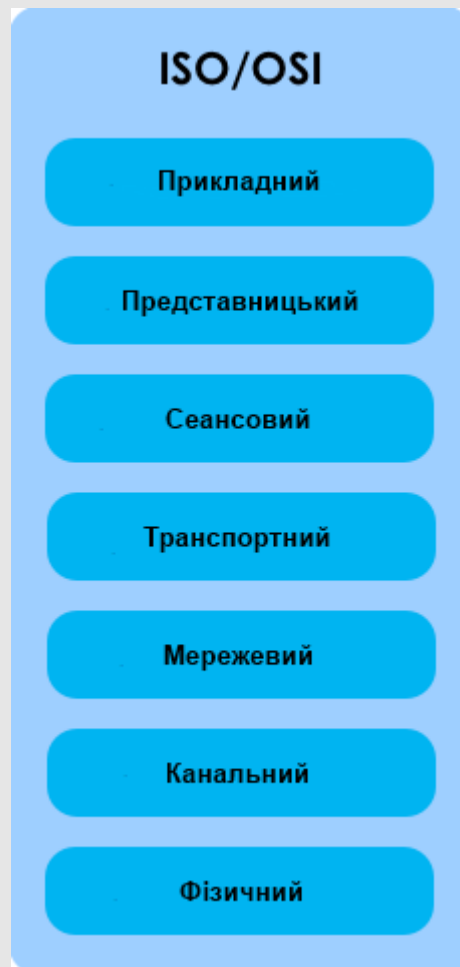 ISO/OSI
Прикладний
Представницький
Сеансовий
Транспортний
Мережевий
Канальний
Фізичний